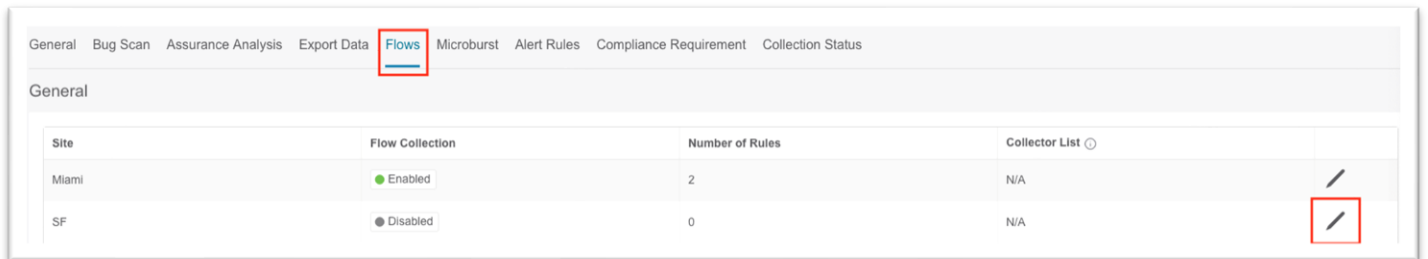 General Bug Scan Assurance Analysis Export Data Flows Microburst Alert Rules Compliance Requirement Collection Status
General
Site Flow Collection Number of Rules Collector List
Miami Enabled 2 N/A
SF Disabled 0 N/A